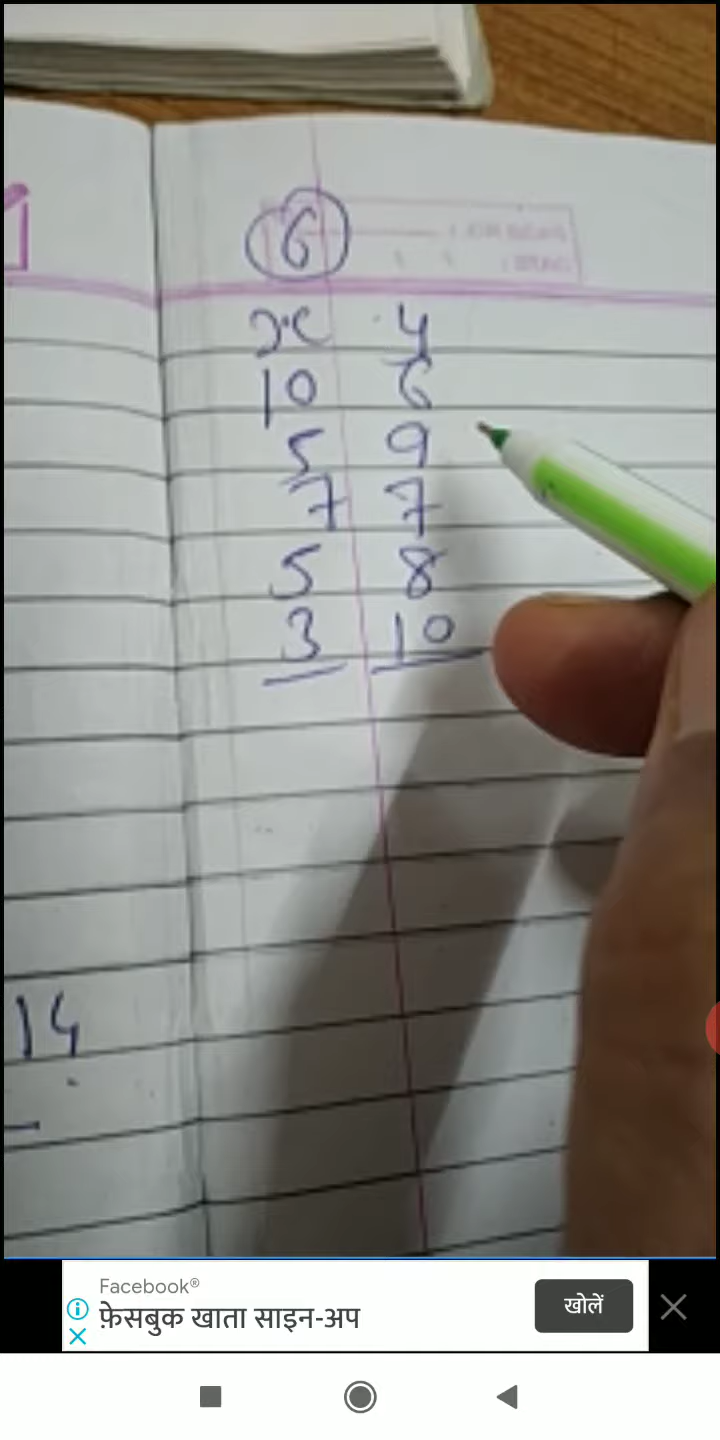 6
x y
10 6
5 9
7 7
5 8
3 10
14
Facebook®
फ़ेसबुक खाता साइन-अप
खोलें